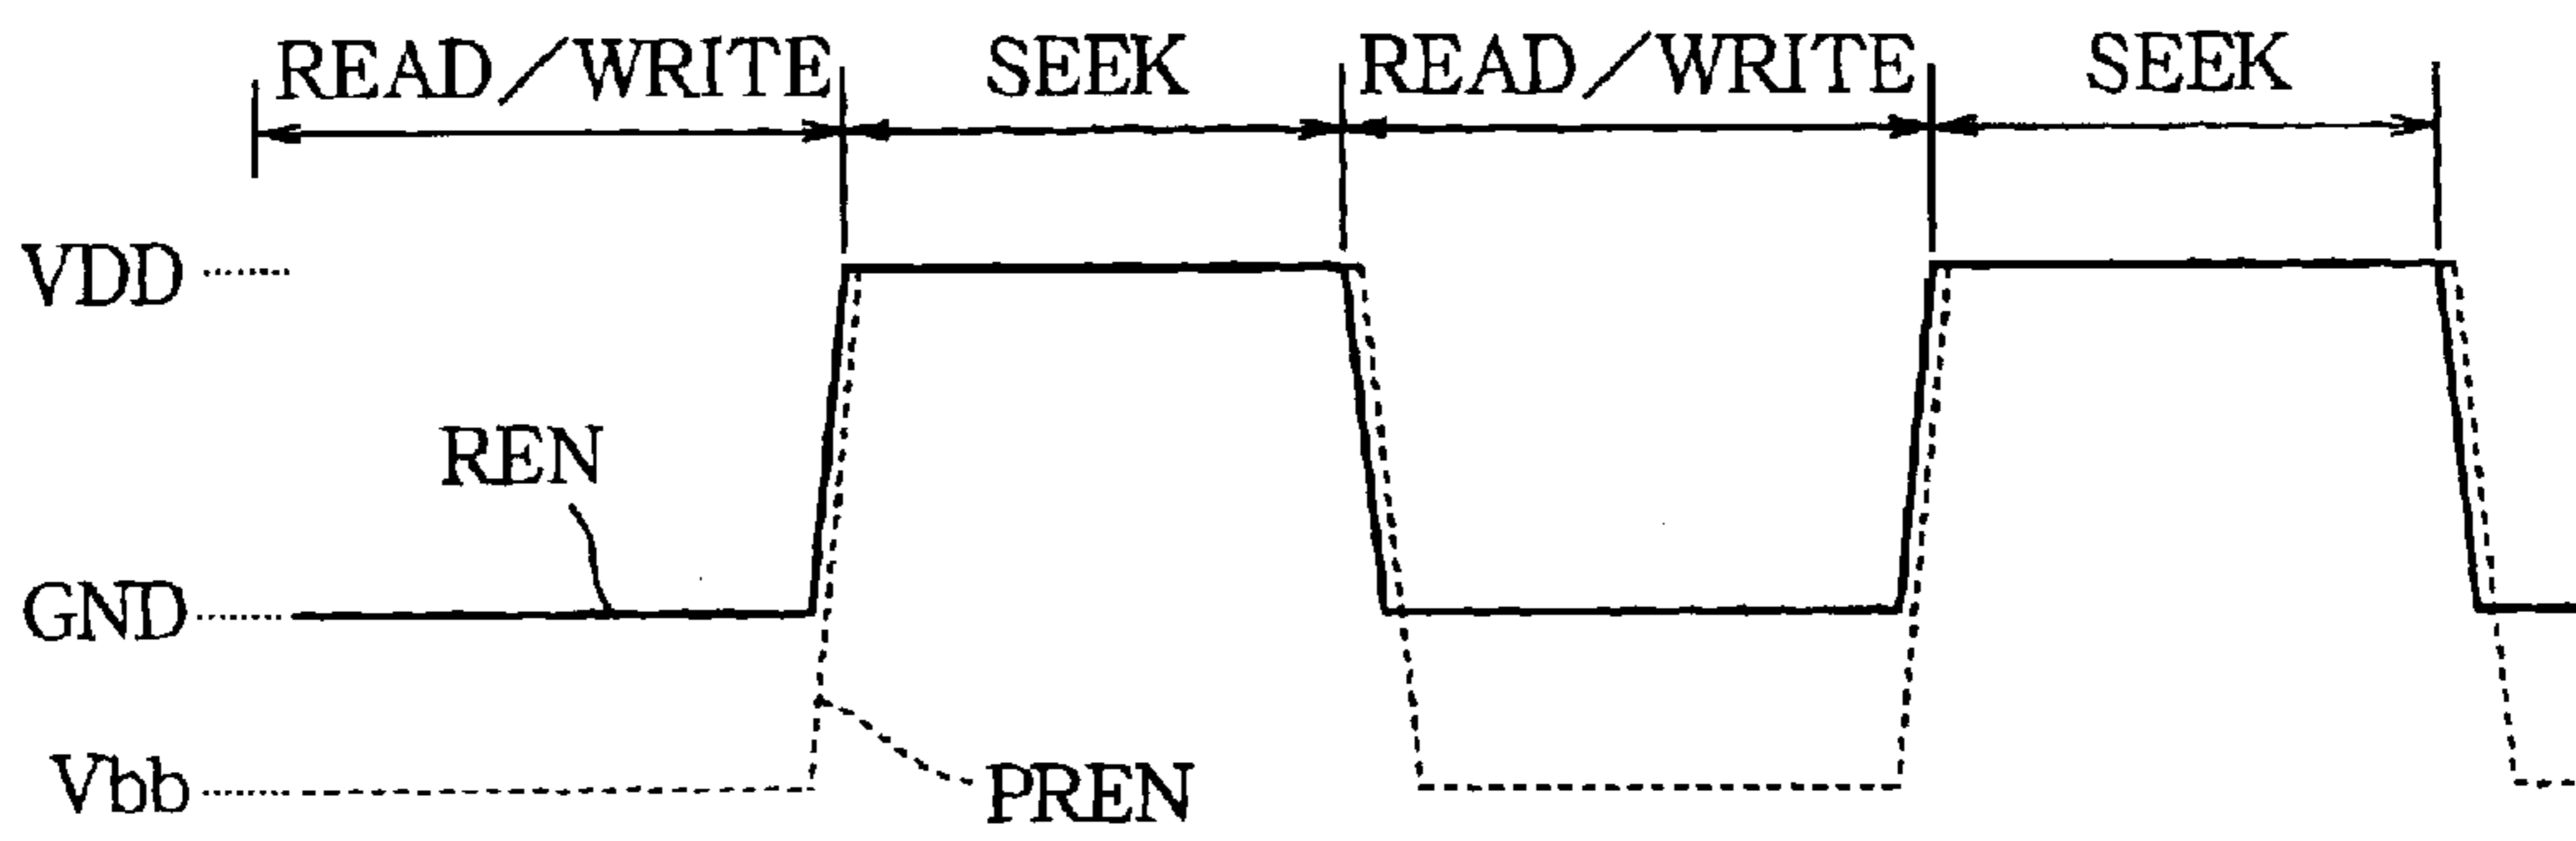 READ/WRITE SEEK READ/WRITE SEEK
VDD
REN
GND
Vbb
PREN